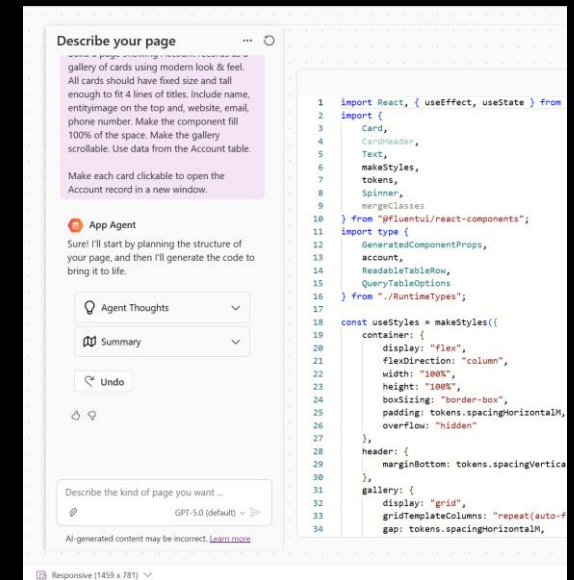 Describe your page
gallery of cards using modern look & feel.
All cards should have fixed size and tall
enough to fit 4 lines of titles. Include name,
entityimage on the top and, website, email,
phone number. Make the component fill
100% of the space. Make the gallery
scrollable. Use data from the Account table.
Make each card clickable to open the
Account record in a new window.
App Agent
Sure! I'll start by planning the structure of
your page, and then I'll generate the code to
bring it to life.
Agent Thoughts
Summary
Undo
Describe the kind of page you want ...
GPT-5.0 (default)
AI-generated content may be incorrect. Learn more
Responsive (1459 x 781)
1 import React, { useEffect, useState } from
2 import {
3 Card,
4 CardHeader,
5 Text,
6 makeStyles,
7 tokens,
8 Spinner,
9 mergeClasses
10 } from "@fluentui/react-components";
11 import type {
12 GeneratedComponentProps,
13 account,
14 ReadableTableRow,
15 QueryTableOptions
16 } from "./RuntimeTypes";
17
18 const useStyles = makeStyles({
19 container: {
20 display: "flex",
21 flexDirection: "column",
22 width: "100%",
23 height: "100%",
24 boxSizing: "border-box",
25 padding: tokens.spacingHorizontalM,
26 overflow: "hidden"
27 },
28 header: {
29 marginBottom: tokens.spacingVertica
30 },
31 gallery: {
32 display: "grid",
33 gridTemplateColumns: "repeat(auto-f
34 gap: tokens.spacingHorizontalM,